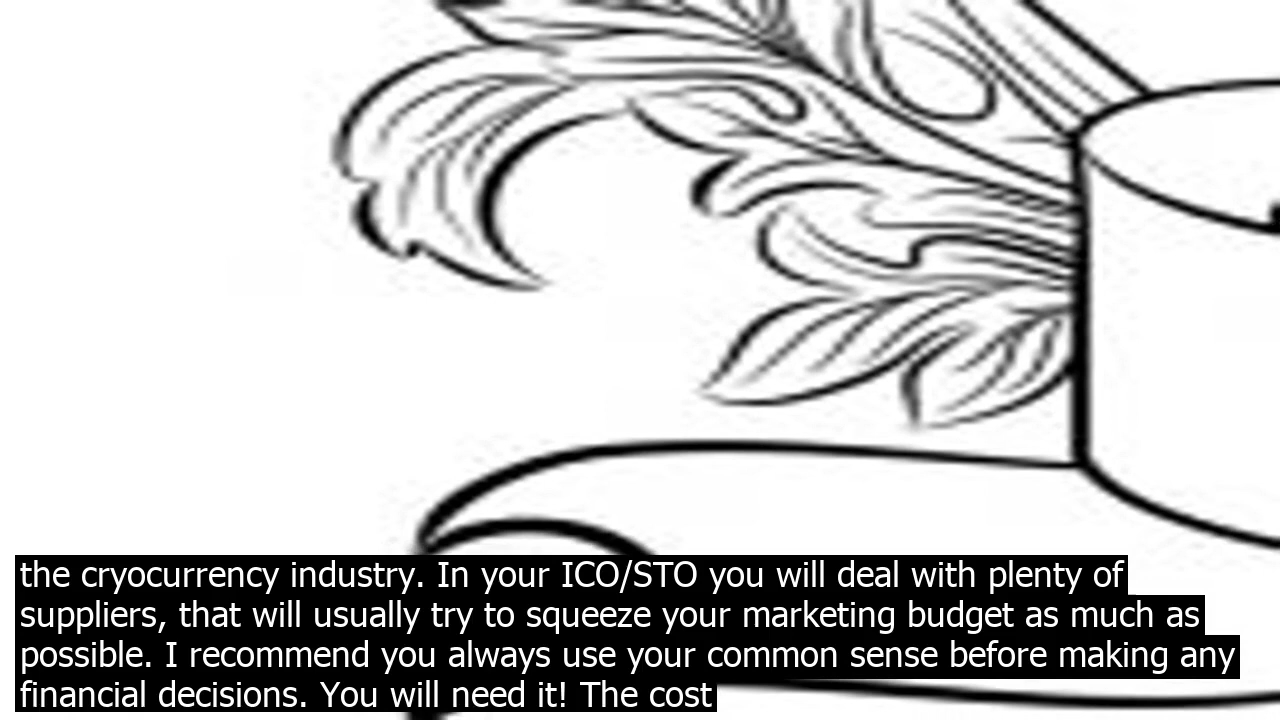 the cryocurrency industry. In your ICO/STO you will deal with plenty of
suppliers, that will usually try to squeeze your marketing budget as much as
possible. I recommend you always use your common sense before making any
financial decisions. You will need it! The cost